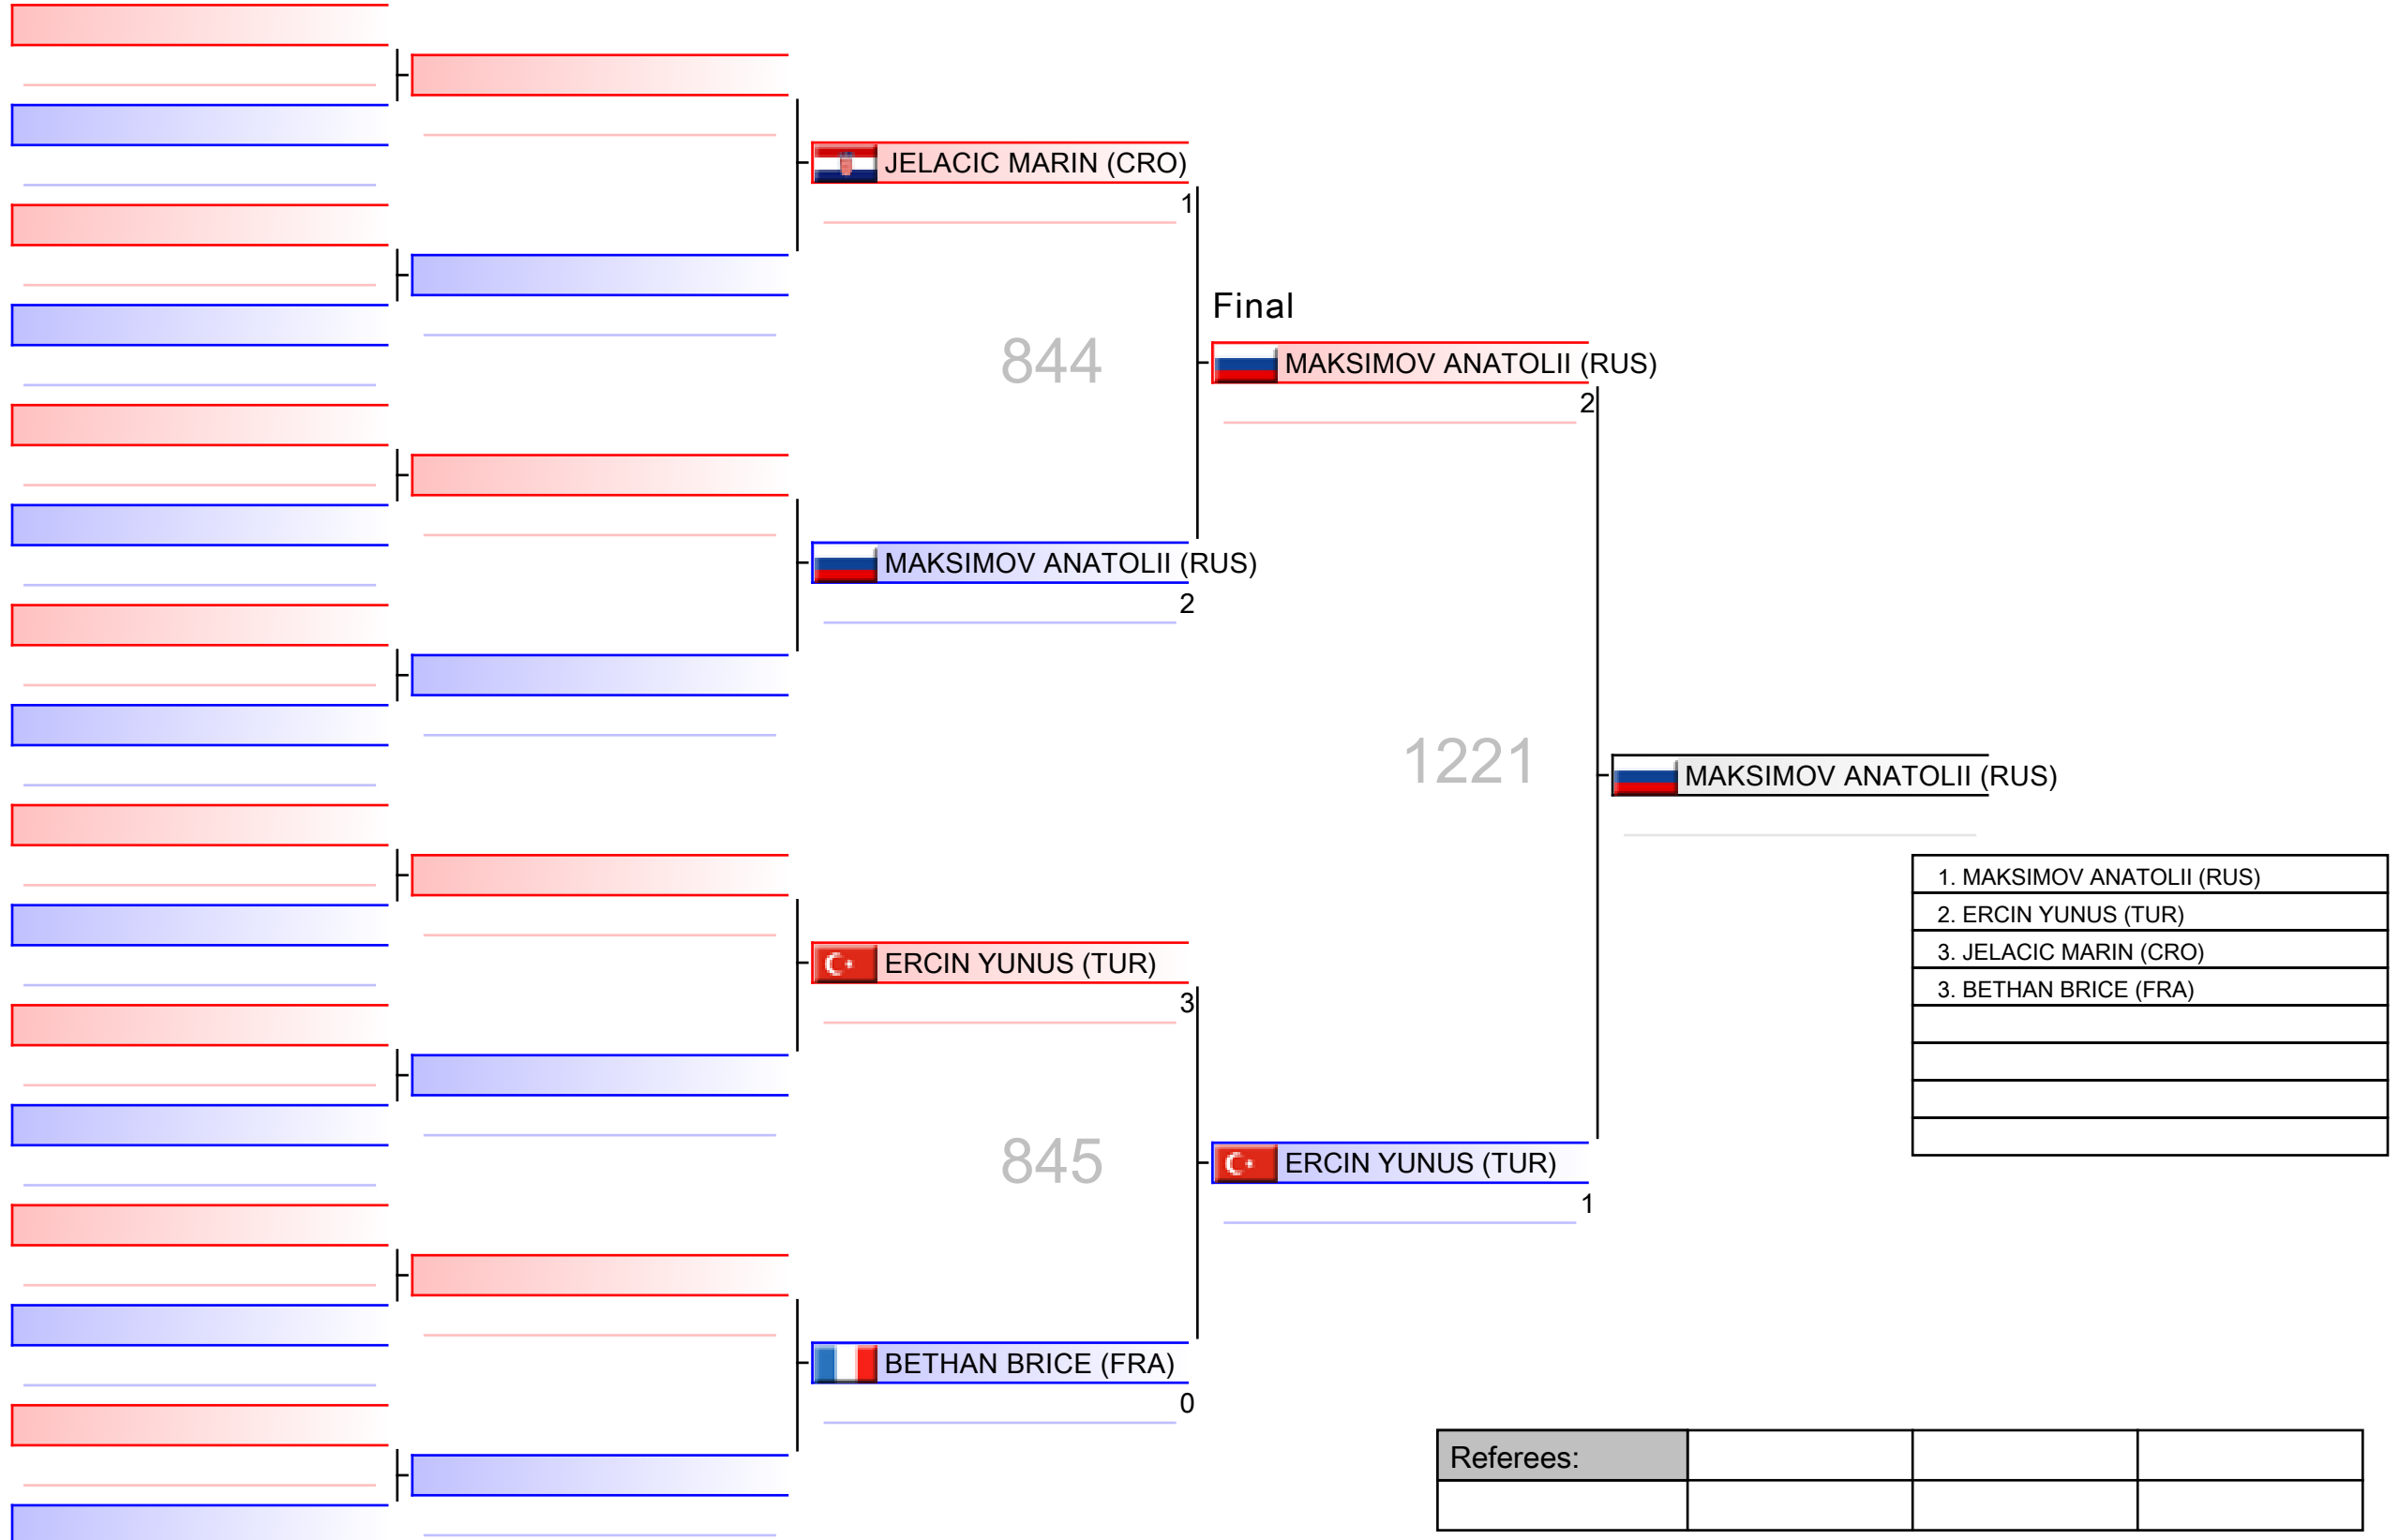 JELACIC MARIN (CRO)
1
844
Final
MAKSIMOV ANATOLII (RUS)
2
MAKSIMOV ANATOLII (RUS)
2
1221
MAKSIMOV ANATOLII (RUS)
1. MAKSIMOV ANATOLII (RUS)
2. ERCIN YUNUS (TUR)
3. JELACIC MARIN (CRO)
3. BETHAN BRICE (FRA)
ERCIN YUNUS (TUR)
3
845
ERCIN YUNUS (TUR)
1
BETHAN BRICE (FRA)
0
Referees: